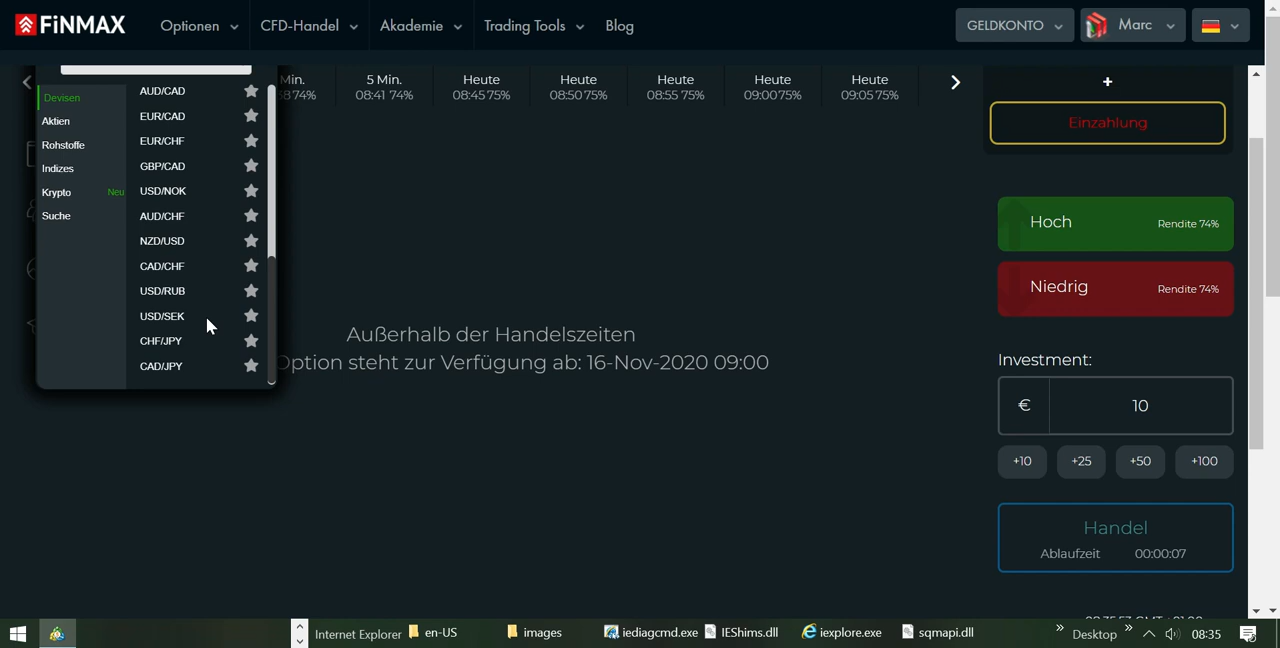 FiNMAX
Optionen
CFD-Handel
Akademie
Trading Tools
Blog
GELDKONTO
Marc
Min.
74%
5 Min.
08:41 74%
Heute
08:45 75%
Heute
08:50 75%
Heute
08:55 75%
Heute
09:00 75%
Heute
09:05 75%
Devisen
Aktien
Rohstoffe
Indizes
Krypto Neu
Suche
AUD/CAD
EUR/CAD
EUR/CHF
GBP/CAD
USD/NOK
AUD/CHF
NZD/USD
CAD/CHF
USD/RUB
USD/SEK
CHF/JPY
CAD/JPY
Außerhalb der Handelszeiten
Option steht zur Verfügung ab: 16-Nov-2020 09:00
+
Einzahlung
Hoch Rendite 74%
Niedrig Rendite 74%
Investment:
€ 10
+10 +25 +50 +100
Handel
Ablaufzeit 00:00:07
Internet Explorer
en-US
images
iediagcmd.exe
IEShims.dll
iexplore.exe
sqmapi.dll
Desktop
08:35